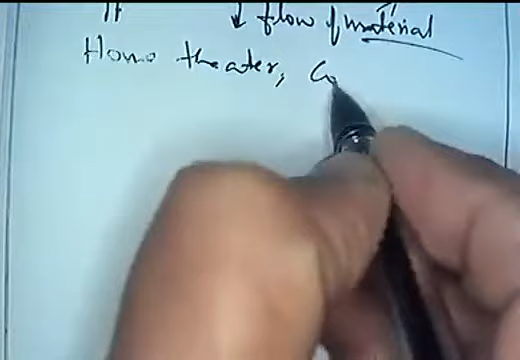 ↓ flow of material
Home theater,